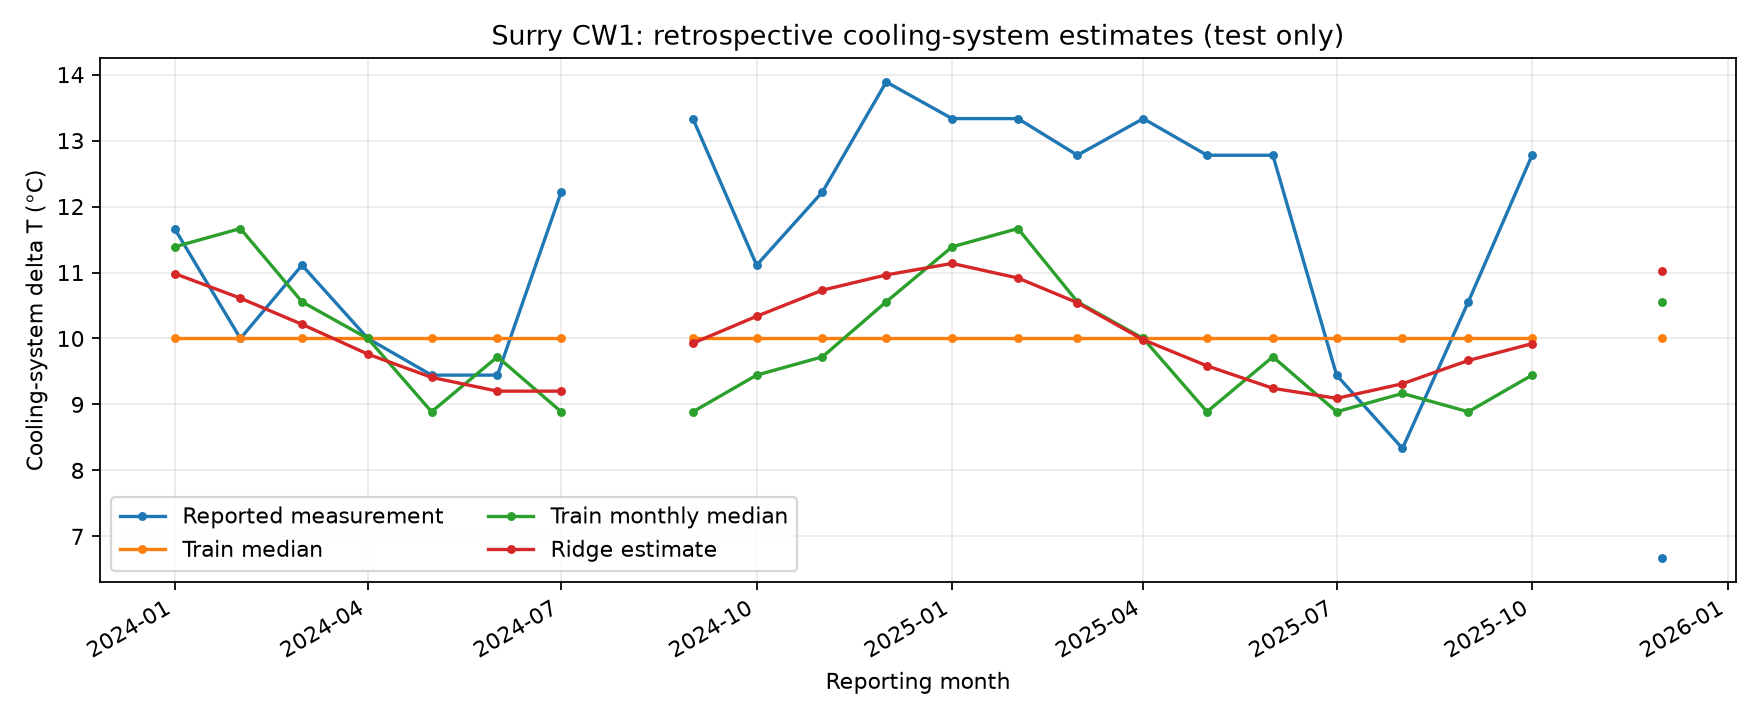 Surry CW1: retrospective cooling-system estimates (test only)
Cooling-system delta T (°C)
14
13
12
11
10
9
8
7
Reported measurement
Train median
Train monthly median
Ridge estimate
2024-01
2024-04
2024-07
2024-10
2025-01
2025-04
2025-07
2025-10
2026-01
Reporting month